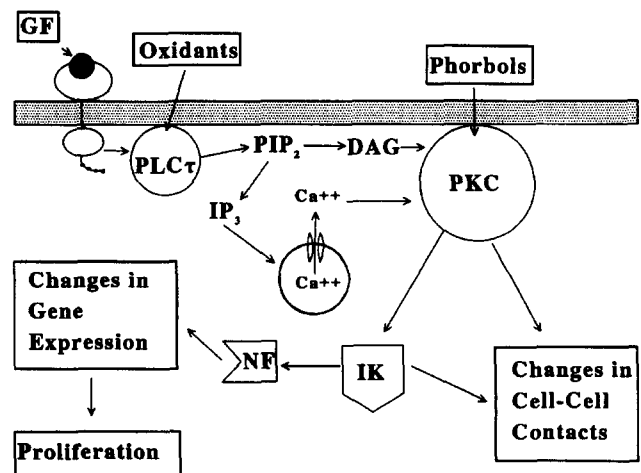 GF
Oxidants
Phorbols
PLCτ
PIP₂
DAG
PKC
IP₃
Ca++
Ca++
Changes in
Gene
Expression
NF
IK
Changes in
Cell-Cell
Contacts
Proliferation